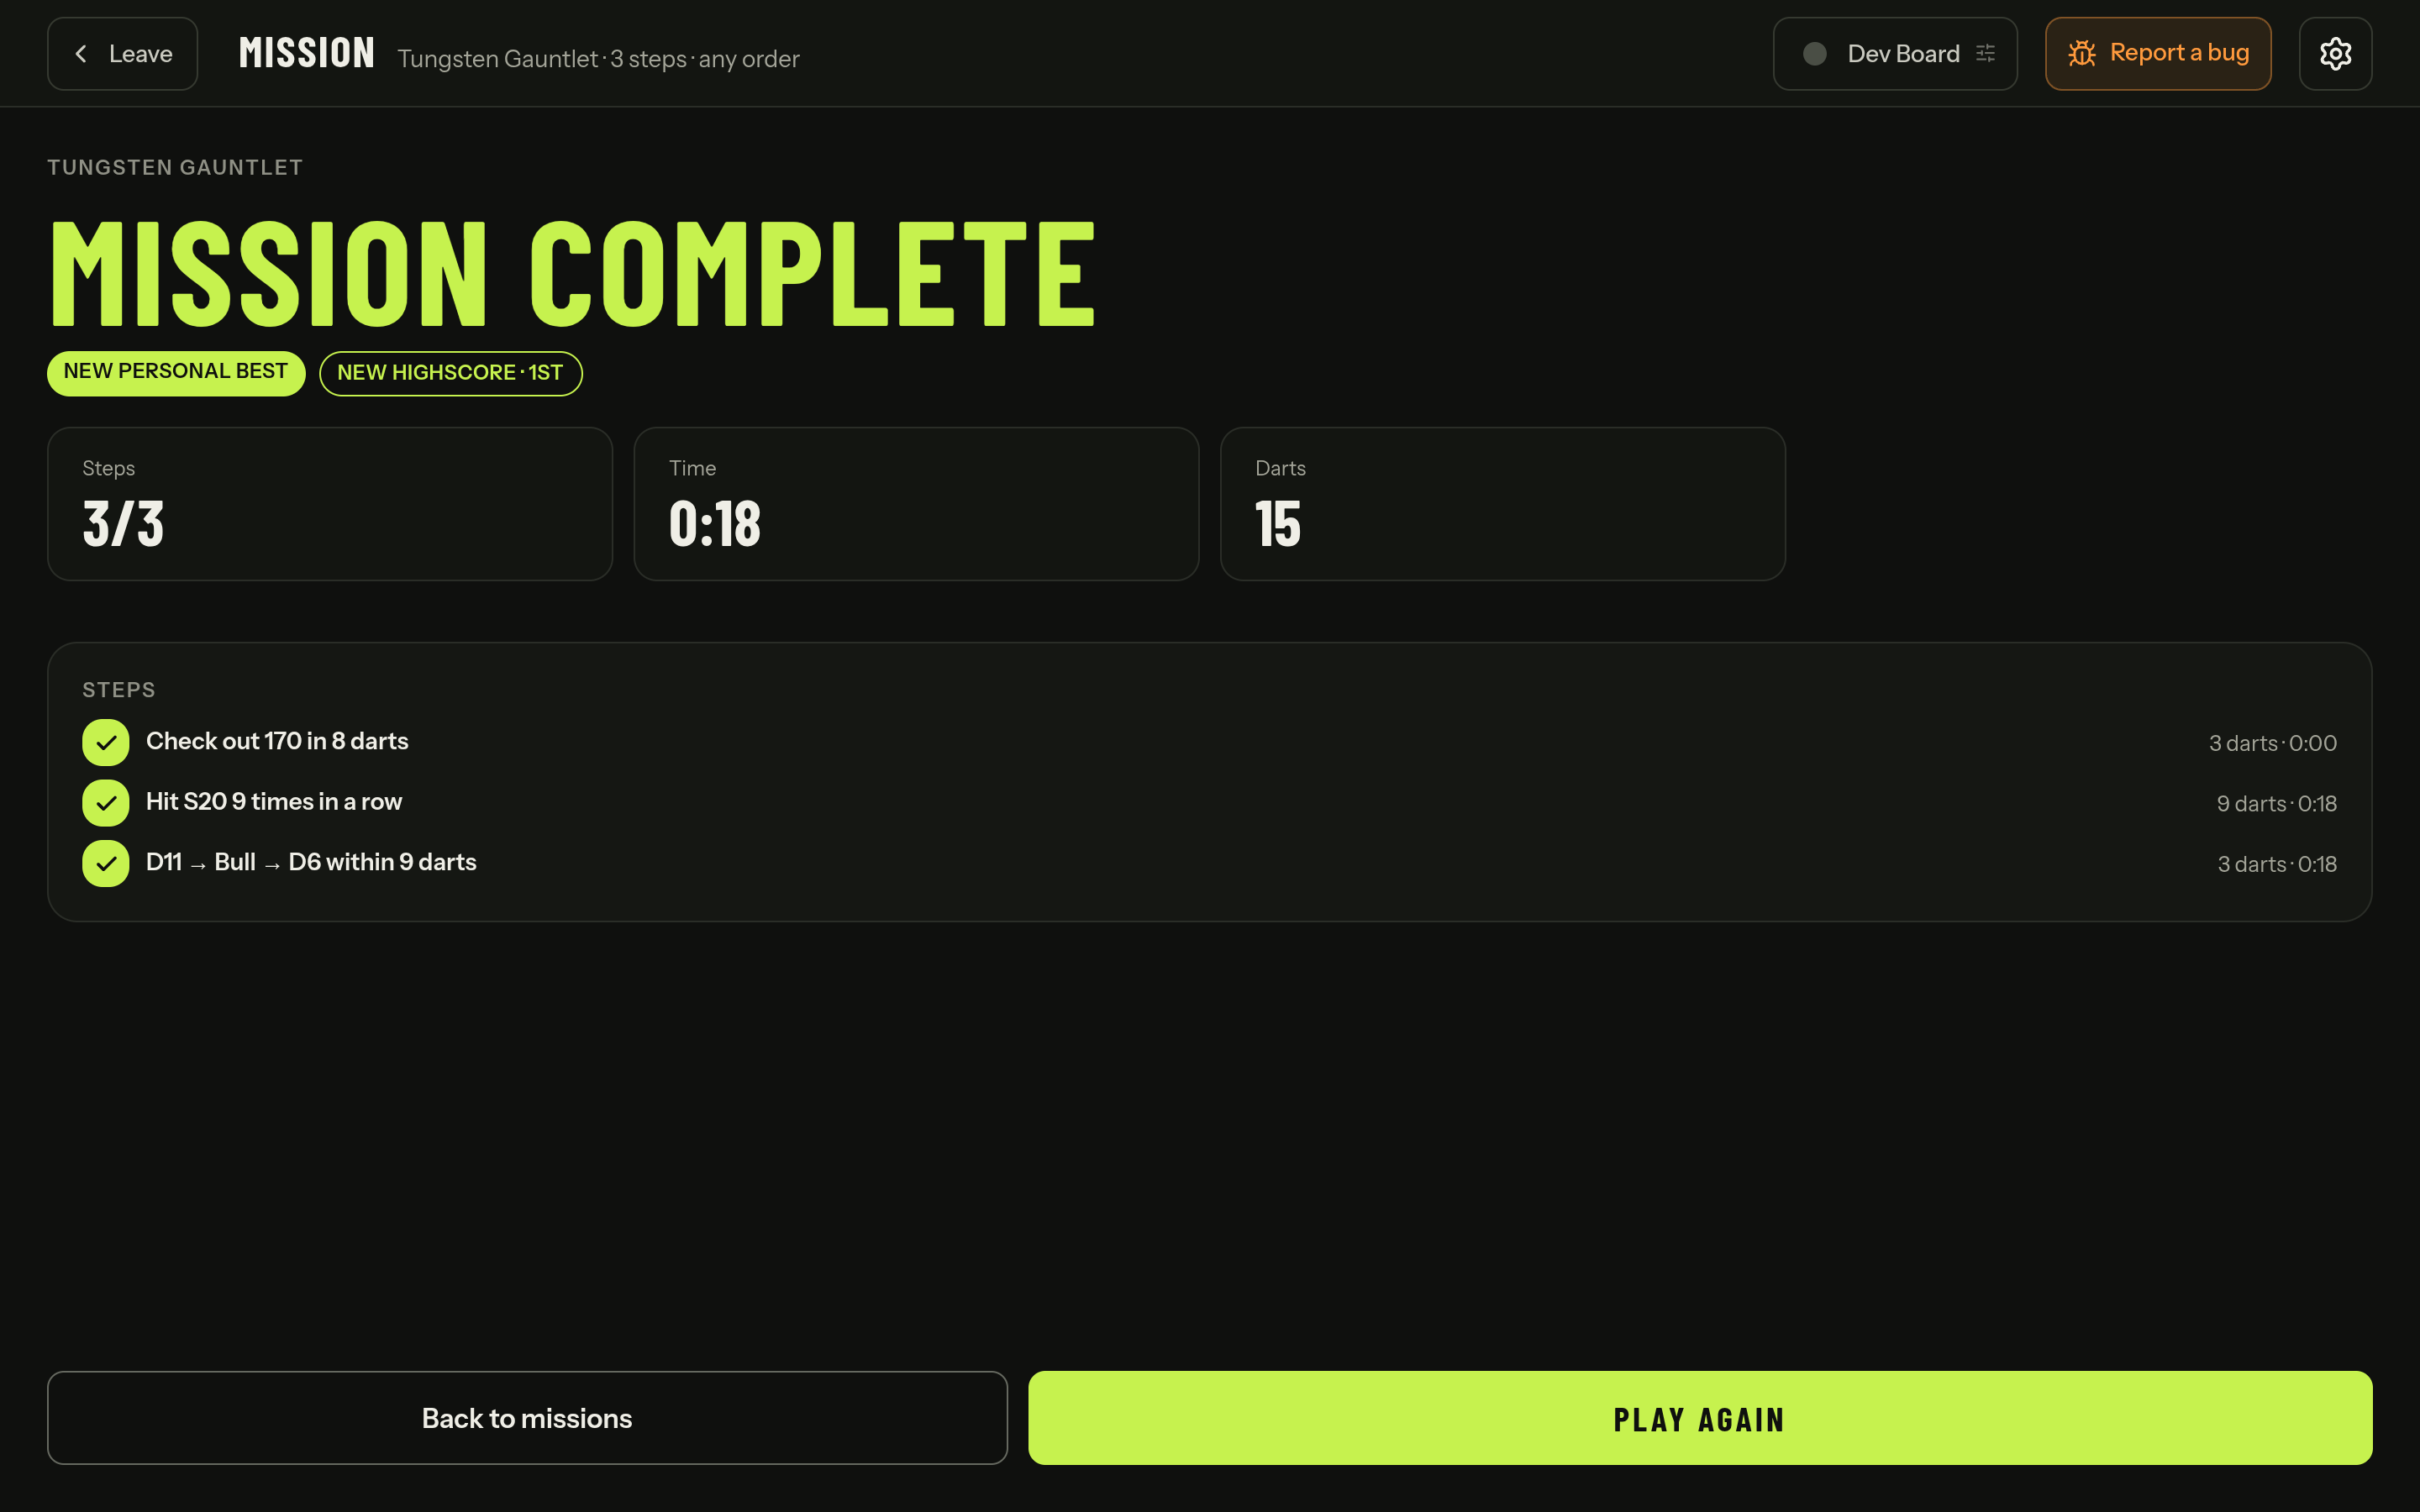 Leave
MISSION Tungsten Gauntlet · 3 steps · any order
Dev Board
Report a bug
TUNGSTEN GAUNTLET
MISSION COMPLETE
NEW PERSONAL BEST
NEW HIGHSCORE · 1ST
Steps
3/3
Time
0:18
Darts
15
STEPS
Check out 170 in 8 darts 3 darts · 0:00
Hit S20 9 times in a row 9 darts · 0:18
D11 → Bull → D6 within 9 darts 3 darts · 0:18
Back to missions
PLAY AGAIN